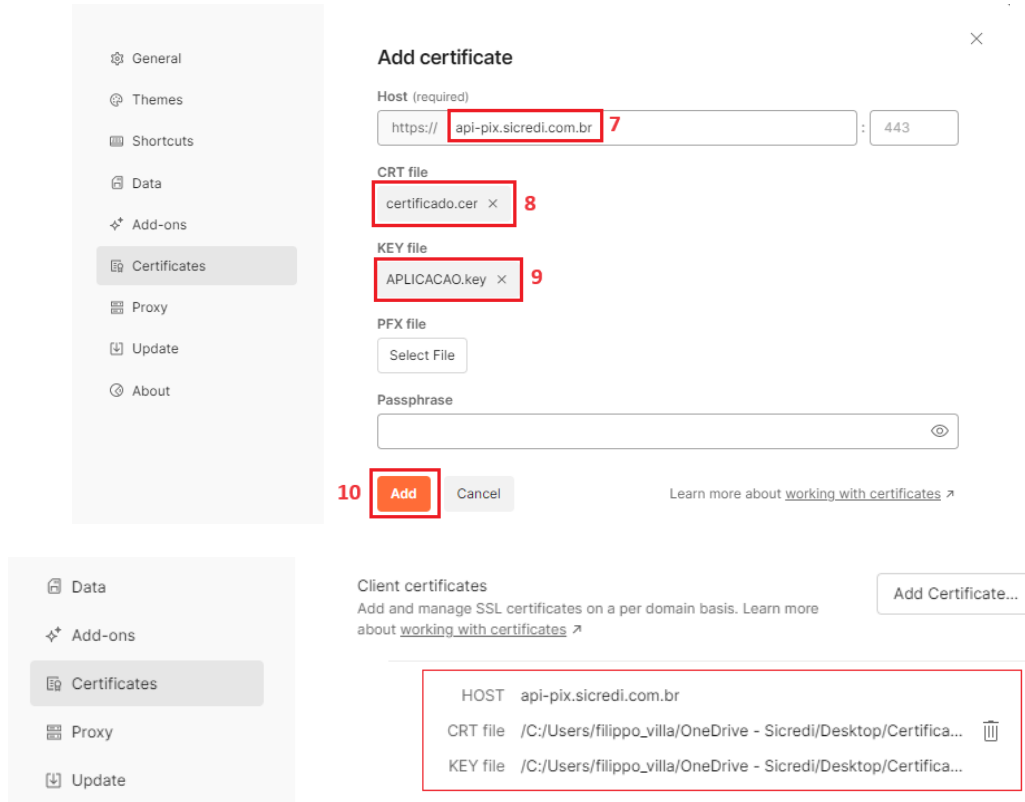 General
Themes
Shortcuts
Data
Add-ons
Certificates
Proxy
Update
About
Add certificate
Host (required)
https:// api-pix.sicredi.com.br 7 : 443
CRT file
certificado.cer × 8
KEY file
APLICACAO.key × 9
PFX file
Select File
Passphrase
10 Add Cancel Learn more about working with certificates ↗
Data
Add-ons
Certificates
Proxy
Update
Client certificates
Add and manage SSL certificates on a per domain basis. Learn more
about working with certificates ↗
Add Certificate...
HOST api-pix.sicredi.com.br
CRT file /C:/Users/filippo_villa/OneDrive - Sicredi/Desktop/Certifica...
KEY file /C:/Users/filippo_villa/OneDrive - Sicredi/Desktop/Certifica...